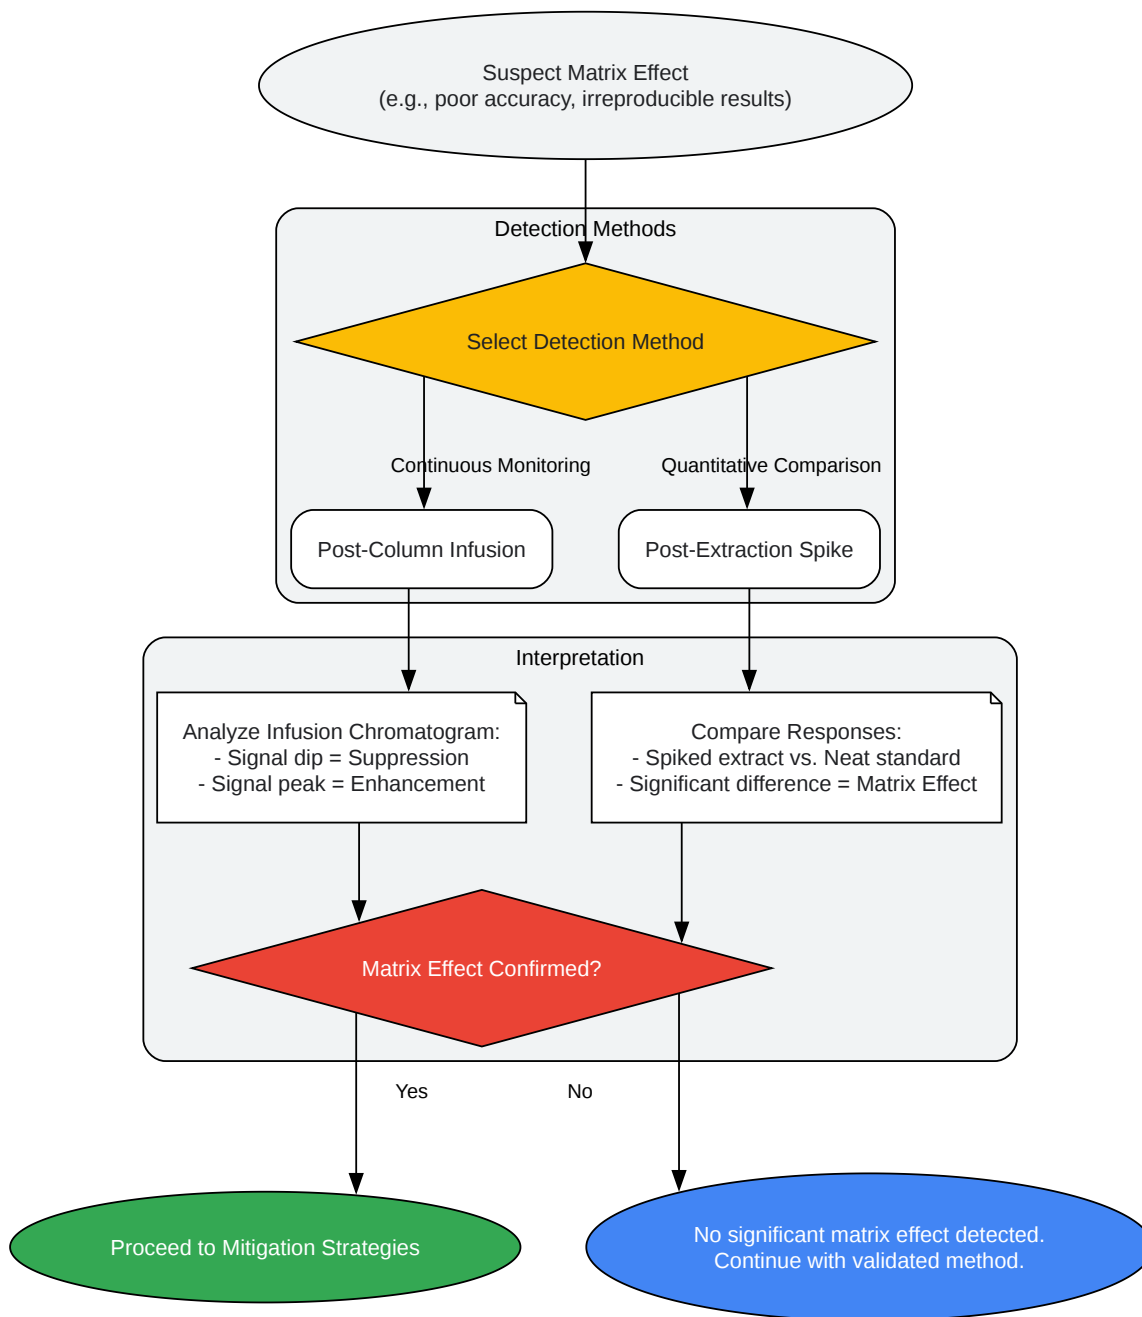 Suspect Matrix Effect
(e.g., poor accuracy, irreproducible results)
Detection Methods
Select Detection Method
Continuous Monitoring
Quantitative Comparison
Post-Column Infusion
Post-Extraction Spike
Interpretation
Analyze Infusion Chromatogram:
- Signal dip = Suppression
- Signal peak = Enhancement
Compare Responses:
- Spiked extract vs. Neat standard
- Significant difference = Matrix Effect
Matrix Effect Confirmed?
Yes
No
Proceed to Mitigation Strategies
No significant matrix effect detected.
Continue with validated method.